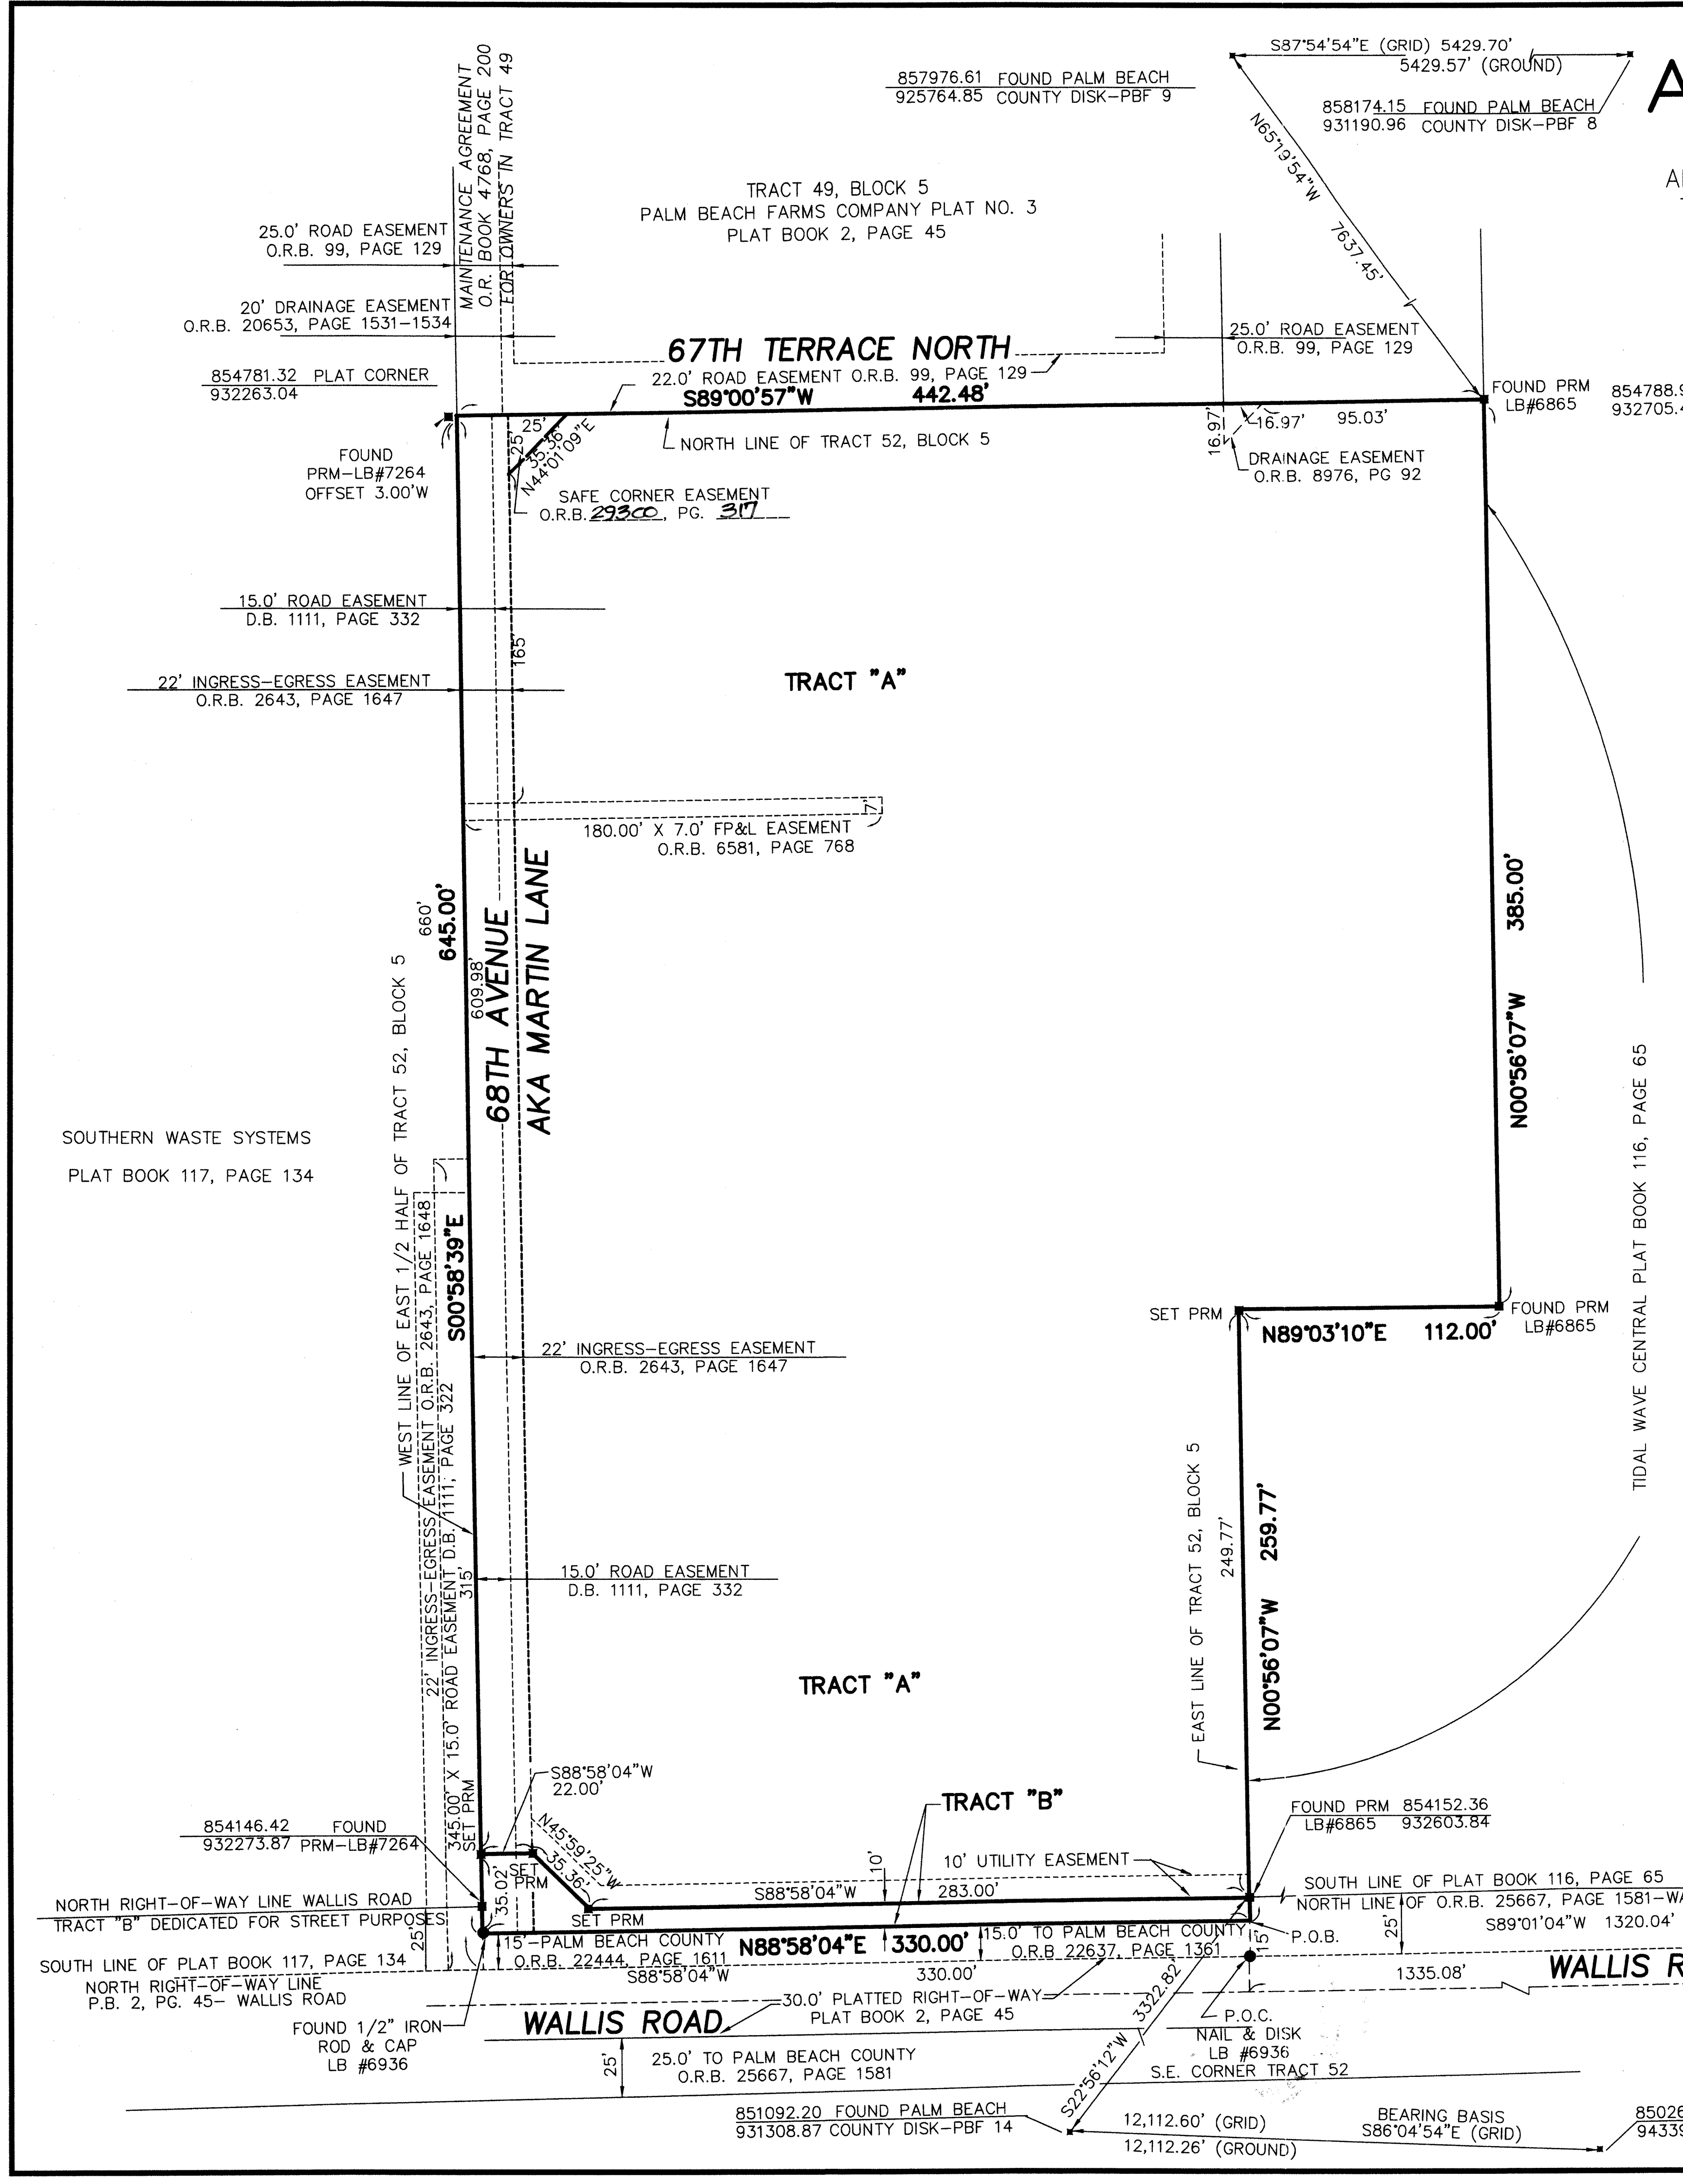 S87°54'54"E (GRID) 5429.70'
5429.57' (GROUND)
857976.61 FOUND PALM BEACH
925764.85 COUNTY DISK-PBF 9
858174.15 FOUND PALM BEACH
931190.96 COUNTY DISK-PBF 8
N65°19'54"W 7637.45'
MAINTENANCE AGREEMENT
O.R. BOOK 4768, PAGE 200
FOR OWNERS IN TRACT 49
TRACT 49, BLOCK 5
PALM BEACH FARMS COMPANY PLAT NO. 3
PLAT BOOK 2, PAGE 45
25.0' ROAD EASEMENT
O.R.B. 99, PAGE 129
20' DRAINAGE EASEMENT
O.R.B. 20653, PAGE 1531-1534
67TH TERRACE NORTH
25.0' ROAD EASEMENT
O.R.B. 99, PAGE 129
22.0' ROAD EASEMENT O.R.B. 99, PAGE 129
S89°00'57"W 442.48'
854781.32 PLAT CORNER
932263.04
FOUND PRM
LB#6865
854788.9
932705.4
NORTH LINE OF TRACT 52, BLOCK 5
16.97'
16.97'
95.03'
25'
25'
35.36'
N44°01'09"E
FOUND
PRM-LB#7264
OFFSET 3.00'W
DRAINAGE EASEMENT
O.R.B. 8976, PG 92
SAFE CORNER EASEMENT
O.R.B. 29300, PG. 317
15.0' ROAD EASEMENT
D.B. 1111, PAGE 332
165'
22' INGRESS-EGRESS EASEMENT
O.R.B. 2643, PAGE 1647
TRACT "A"
7'
180.00' X 7.0' FP&L EASEMENT
O.R.B. 6581, PAGE 768
660'
645.00'
609.98'
68TH AVENUE
AKA MARTIN LANE
N00°56'07"W 385.00'
WEST LINE OF EAST 1/2 HALF OF TRACT 52, BLOCK 5
SOUTHERN WASTE SYSTEMS
PLAT BOOK 117, PAGE 134
S00°58'39"E
TIDAL WAVE CENTRAL PLAT BOOK 116, PAGE 65
SET PRM
FOUND PRM
LB#6865
N89°03'10"E 112.00'
22' INGRESS-EGRESS EASEMENT
O.R.B. 2643, PAGE 1647
22' INGRESS-EGRESS EASEMENT O.R.B. 2643, PAGE 1648
345.00' X 15.0' ROAD EASEMENT D.B. 1111, PAGE 322
315'
15.0' ROAD EASEMENT
D.B. 1111, PAGE 332
EAST LINE OF TRACT 52, BLOCK 5
249.77'
N00°56'07"W 259.77'
TRACT "A"
S88°58'04"W
22.00'
SET PRM
TRACT "B"
854146.42 FOUND
932273.87 PRM-LB#7264
FOUND PRM 854152.36
LB#6865 932603.84
N45°59'25"W
35.36'
35.02'
SET
PRM
10'
10' UTILITY EASEMENT
S88°58'04"W 283.00'
SET PRM
NORTH RIGHT-OF-WAY LINE WALLIS ROAD
TRACT "B" DEDICATED FOR STREET PURPOSES
SOUTH LINE OF PLAT BOOK 116, PAGE 65
NORTH LINE OF O.R.B. 25667, PAGE 1581-WA
S89°01'04"W 1320.04'
25'
25'
15'-PALM BEACH COUNTY
O.R.B. 22444, PAGE 1611
N88°58'04"E 330.00'
15.0' TO PALM BEACH COUNTY
O.R.B 22637, PAGE 1361
15'
P.O.B.
SOUTH LINE OF PLAT BOOK 117, PAGE 134
S88°58'04"W 330.00'
NORTH RIGHT-OF-WAY LINE
P.B. 2, PG. 45- WALLIS ROAD
1335.08'
WALLIS R
30.0' PLATTED RIGHT-OF-WAY
PLAT BOOK 2, PAGE 45
WALLIS ROAD
S22°56'12"W 3322.82'
FOUND 1/2" IRON
ROD & CAP
LB #6936
P.O.C.
NAIL & DISK
LB #6936
S.E. CORNER TRACT 52
25'
25.0' TO PALM BEACH COUNTY
O.R.B. 25667, PAGE 1581
851092.20 FOUND PALM BEACH
931308.87 COUNTY DISK-PBF 14
12,112.60' (GRID)
12,112.26' (GROUND)
BEARING BASIS
S86°04'54"E (GRID)
85026
94339